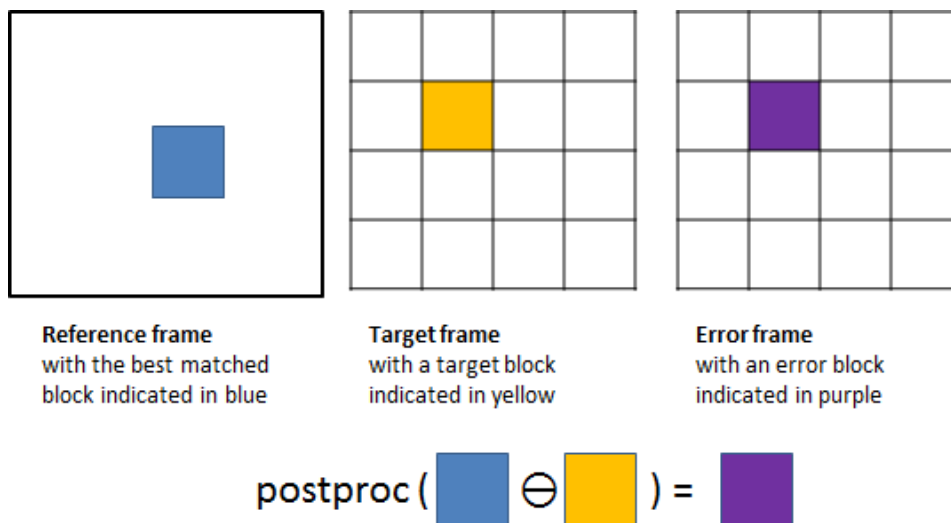 Reference frame
with the best matched
block indicated in blue
Target frame
with a target block
indicated in yellow
Error frame
with an error block
indicated in purple
postproc ( ⊖ ) =